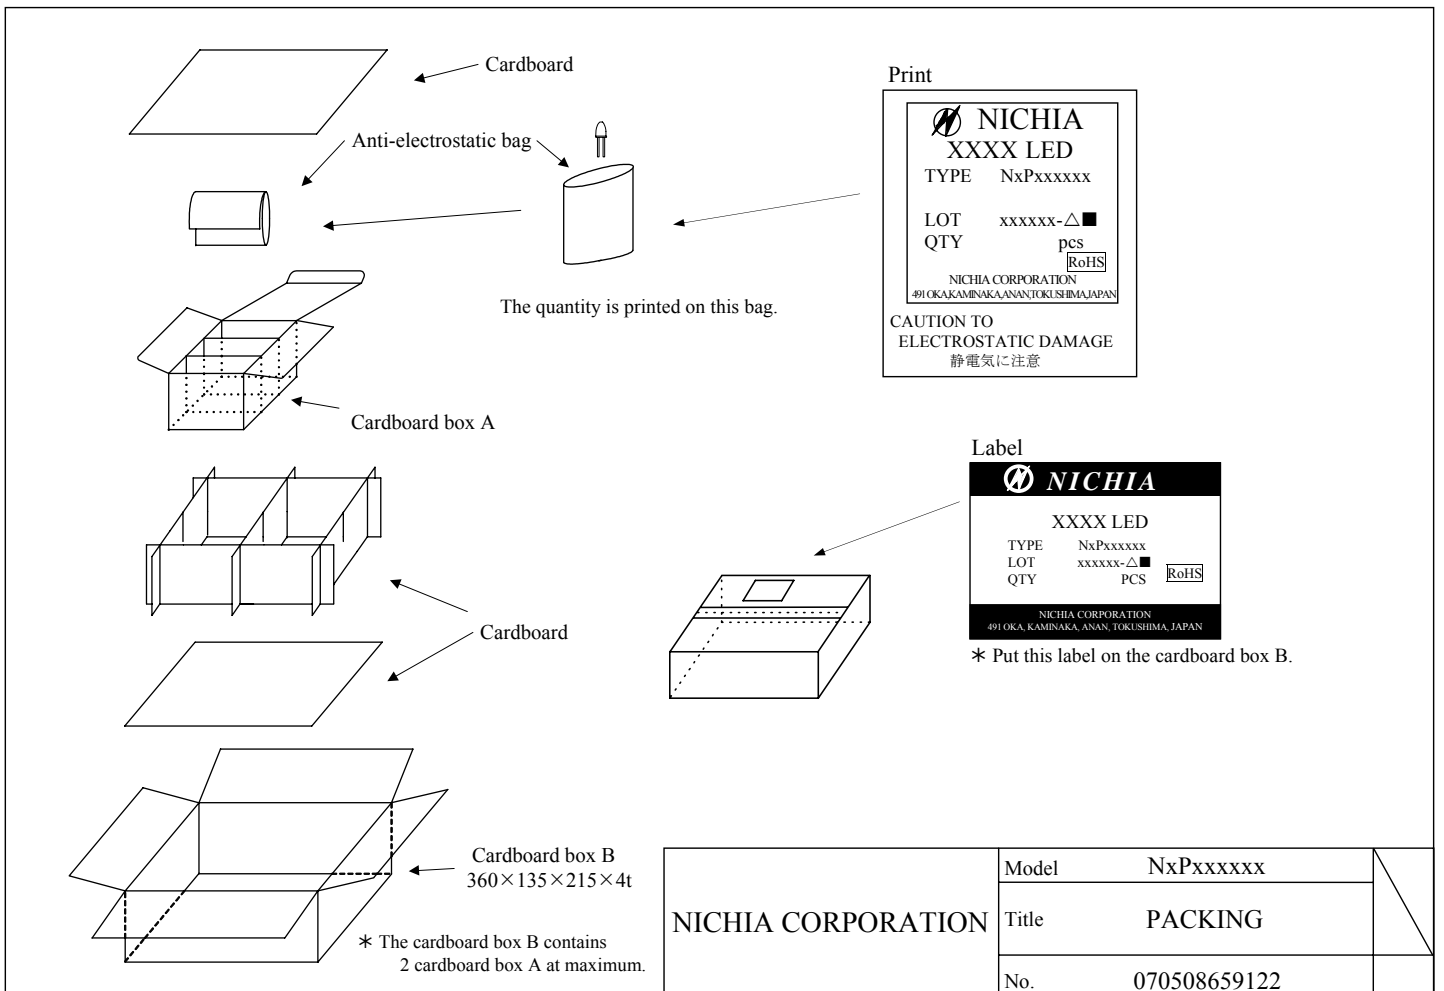 Cardboard
Anti-electrostatic bag
The quantity is printed on this bag.
Cardboard box A
Cardboard
Cardboard box B
360×135×215×4t
＊ The cardboard box B contains
2 cardboard box A at maximum.
Print
NICHIA
XXXX LED
TYPE NxPxxxxxx
LOT xxxxxx-△■
QTY pcs
RoHS
NICHIA CORPORATION
491 OKA,KAMINAKA,ANAN,TOKUSHIMA,JAPAN
CAUTION TO
ELECTROSTATIC DAMAGE
静電気に注意
Label
NICHIA
XXXX LED
TYPE NxPxxxxxx
LOT xxxxxx-△■
QTY PCS
RoHS
NICHIA CORPORATION
491 OKA, KAMINAKA, ANAN, TOKUSHIMA, JAPAN
＊ Put this label on the cardboard box B.
NICHIA CORPORATION
Model NxPxxxxxx
Title PACKING
No. 070508659122